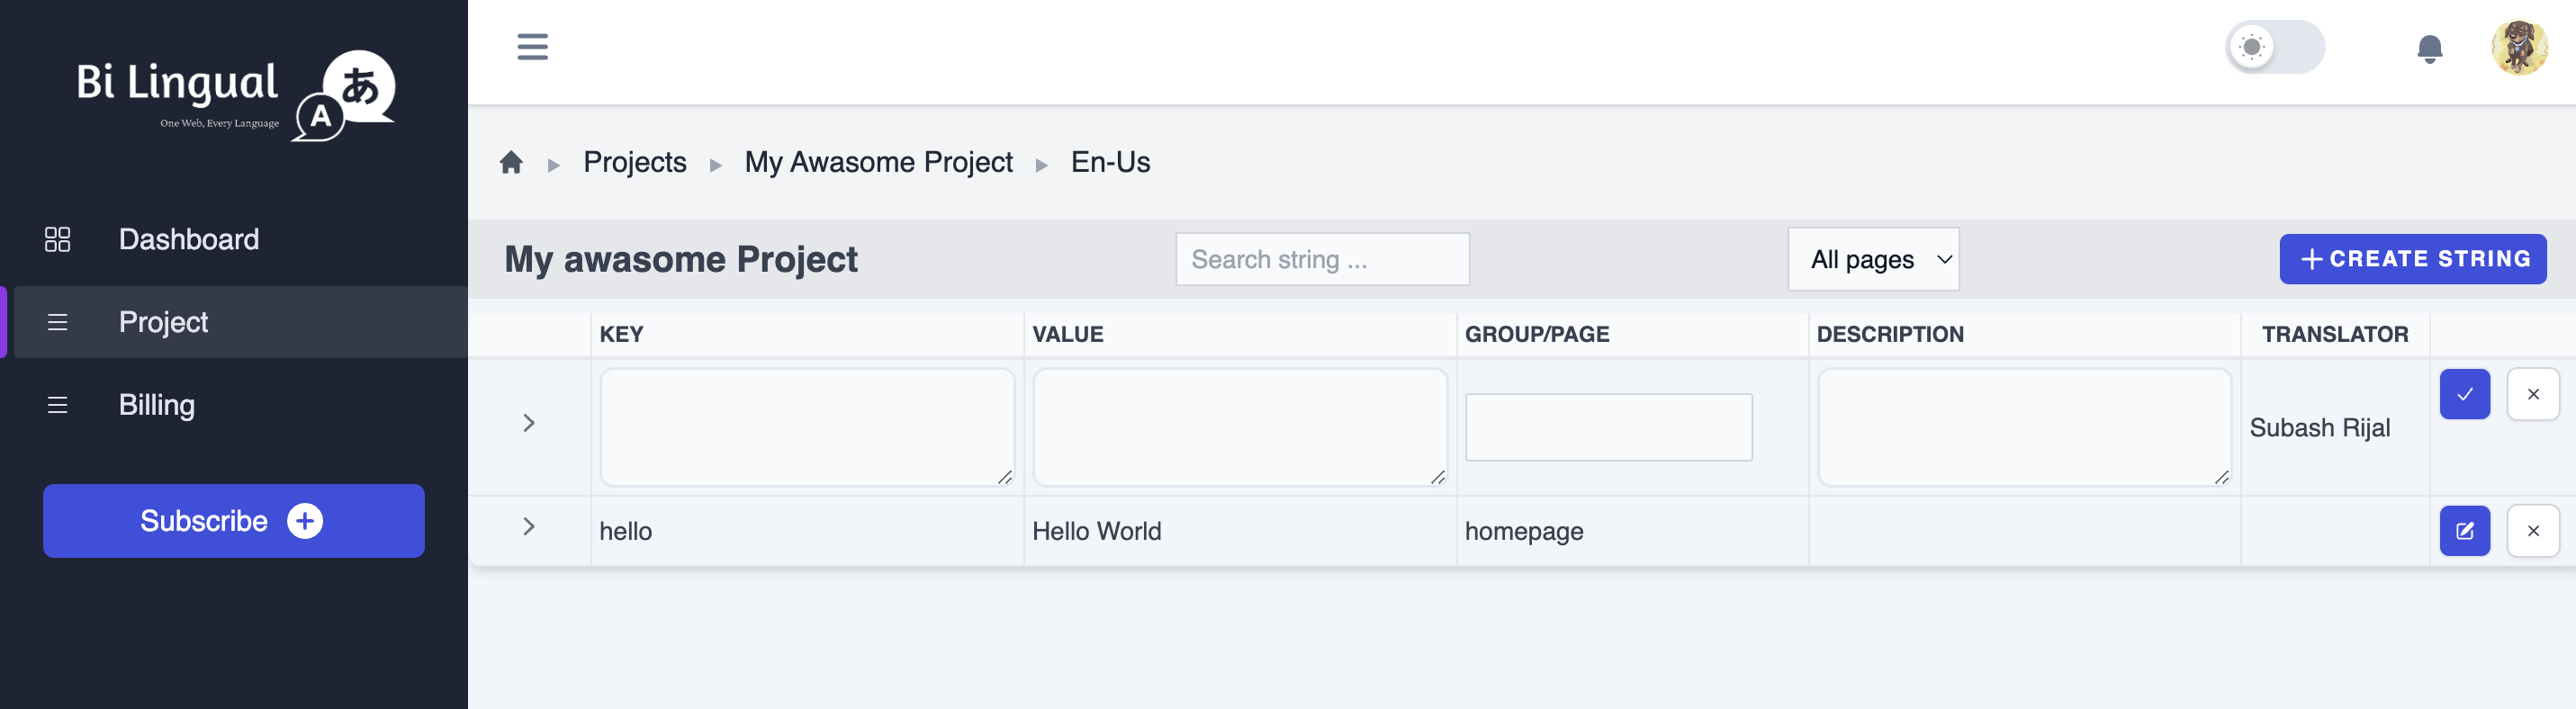 Bi Lingual
One Web, Every Language
あ
A
Dashboard
Project
Billing
Subscribe
Projects
My Awasome Project
En-Us
My awasome Project
Search string ...
All pages
CREATE STRING
KEY VALUE GROUP/PAGE DESCRIPTION TRANSLATOR
Subash Rijal
hello Hello World homepage